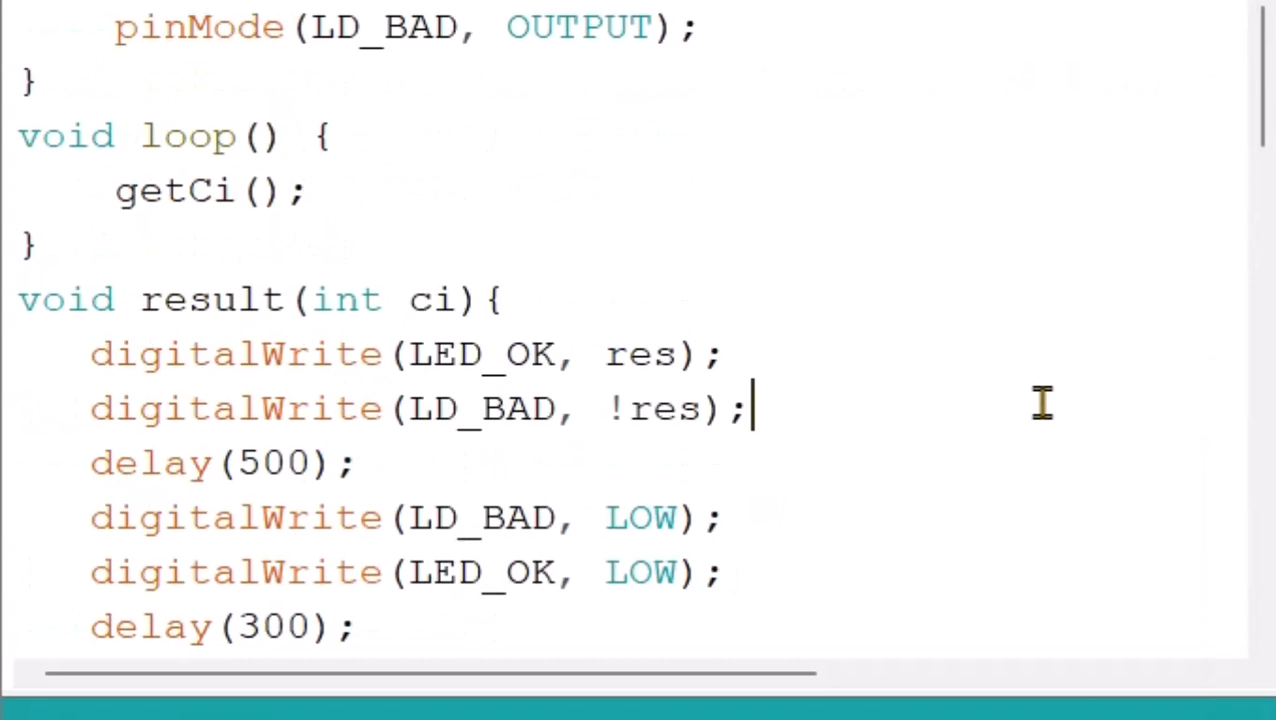 pinMode(LD_BAD, OUTPUT);
}
void loop() {
    getCi();
}
void result(int ci){
   digitalWrite(LED_OK, res);
   digitalWrite(LD_BAD, !res);
   delay(500);
   digitalWrite(LD_BAD, LOW);
   digitalWrite(LED_OK, LOW);
   delay(300);